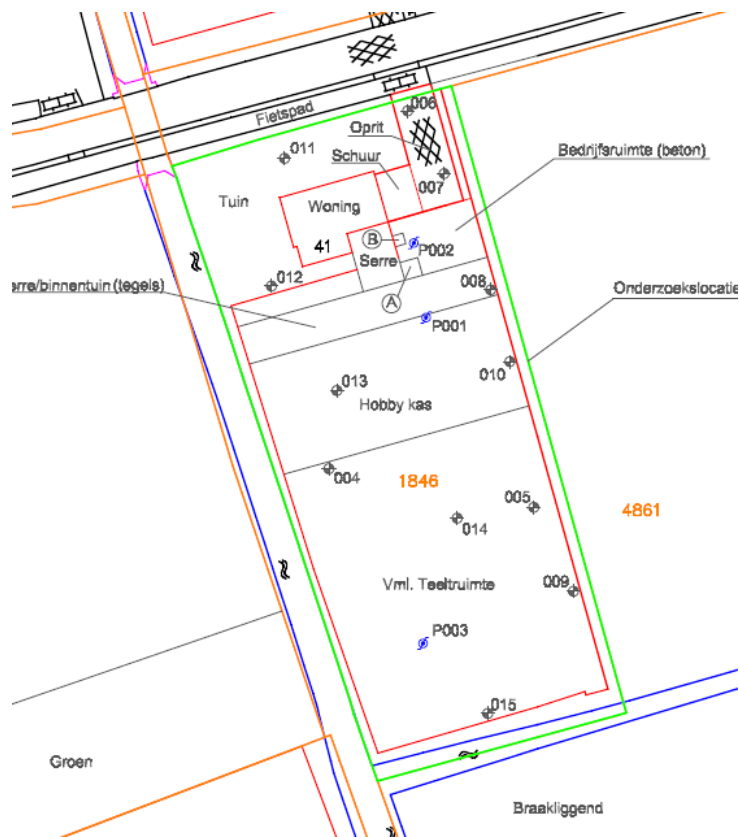 006
Fietspad
Oprit
011
Bedrijfsruimte (beton)
Schuur
007
Tuin
Woning
41
B
P002
Serre
012
A
008
erre/binnentuin (tegels)
Onderzoekslocatie
P001
010
013
Hobby kas
004
1846
005
4861
014
009
Vml. Teeltruimte
P003
015
Groen
Braakliggend